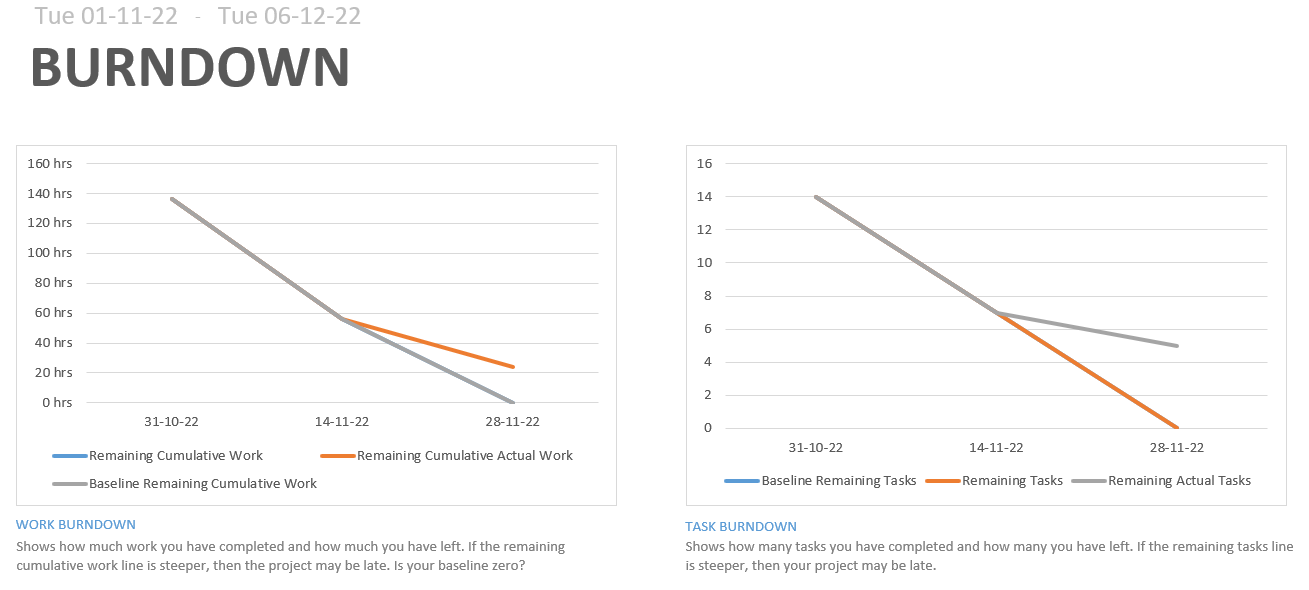 Tue 01-11-22 - Tue 06-12-22
BURNDOWN
160 hrs
140 hrs
120 hrs
100 hrs
80 hrs
60 hrs
40 hrs
20 hrs
0 hrs
31-10-22 14-11-22 28-11-22
Remaining Cumulative Work Remaining Cumulative Actual Work
Baseline Remaining Cumulative Work
WORK BURNDOWN
Shows how much work you have completed and how much you have left. If the remaining
cumulative work line is steeper, then the project may be late. Is your baseline zero?
16
14
12
10
8
6
4
2
0
31-10-22 14-11-22 28-11-22
Baseline Remaining Tasks Remaining Tasks Remaining Actual Tasks
TASK BURNDOWN
Shows how many tasks you have completed and how many you have left. If the remaining tasks line
is steeper, then your project may be late.